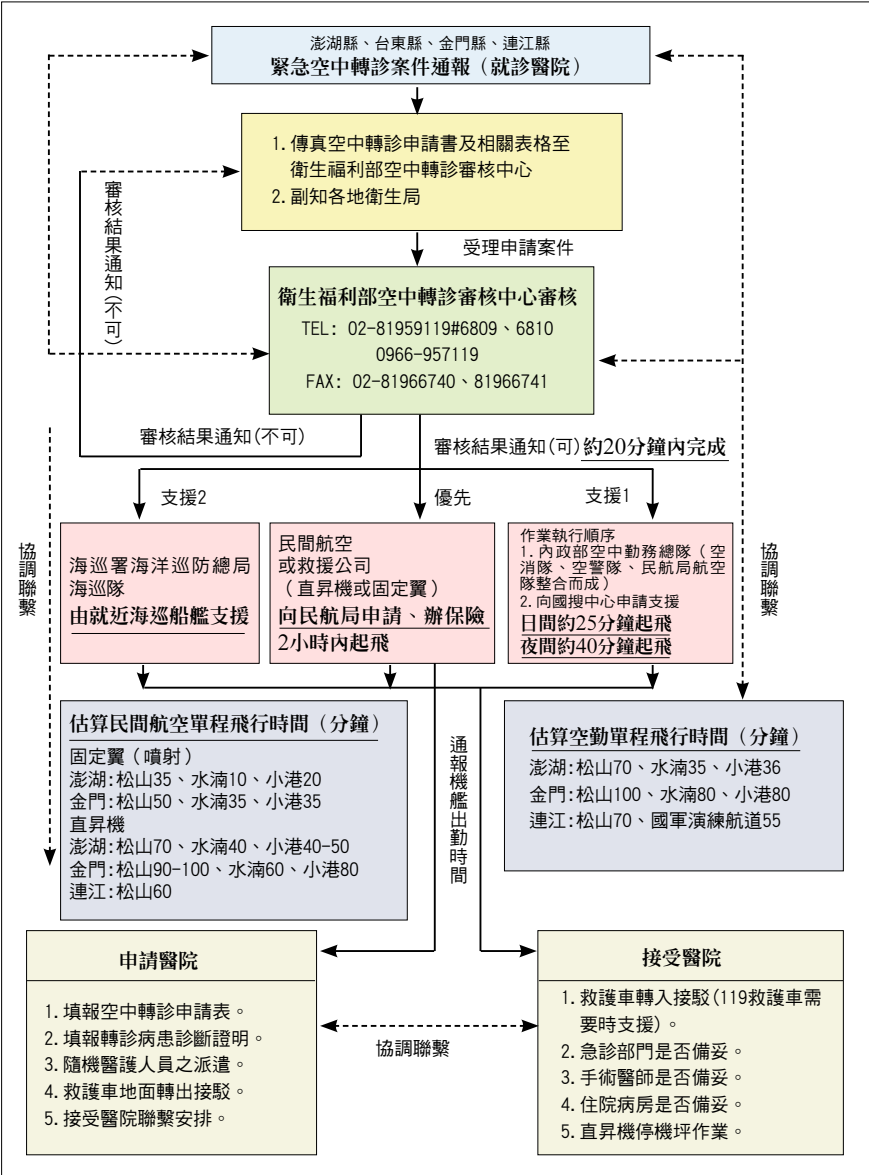 澎湖縣、台東縣、金門縣、連江縣
緊急空中轉診案件通報（就診醫院）
1.傳真空中轉診申請書及相關表格至
衛生福利部空中轉診審核中心
2.副知各地衛生局
審核結果通知(不可)
受理申請案件
衛生福利部空中轉診審核中心審核
TEL: 02-81959119#6809、6810
0966-957119
FAX: 02-81966740、81966741
審核結果通知(不可)
審核結果通知(可)約20分鐘內完成
支援2
優先
支援1
協調聯繫
海巡署海洋巡防總局
海巡隊
由就近海巡船艦支援
民間航空
或救援公司
（直昇機或固定翼）
向民航局申請、辦保險
2小時內起飛
作業執行順序
1.內政部空中勤務總隊（空
消隊、空警隊、民航局航空
隊整合而成）
2.向國搜中心申請支援
日間約25分鐘起飛
夜間約40分鐘起飛
協調聯繫
估算民間航空單程飛行時間（分鐘）
固定翼（噴射）
澎湖:松山35、水湳10、小港20
金門:松山50、水湳35、小港35
直昇機
澎湖:松山70、水湳40、小港40-50
金門:松山90-100、水湳60、小港80
連江:松山60
通報機艦出勤時間
估算空勤單程飛行時間（分鐘）
澎湖:松山70、水湳35、小港36
金門:松山100、水湳80、小港80
連江:松山70、國軍演練航道55
申請醫院
1.填報空中轉診申請表。
2.填報轉診病患診斷證明。
3.隨機醫護人員之派遣。
4.救護車地面轉出接駁。
5.接受醫院聯繫安排。
協調聯繫
接受醫院
1.救護車轉入接駁(119救護車需
要時支援)。
2.急診部門是否備妥。
3.手術醫師是否備妥。
4.住院病房是否備妥。
5.直昇機停機坪作業。